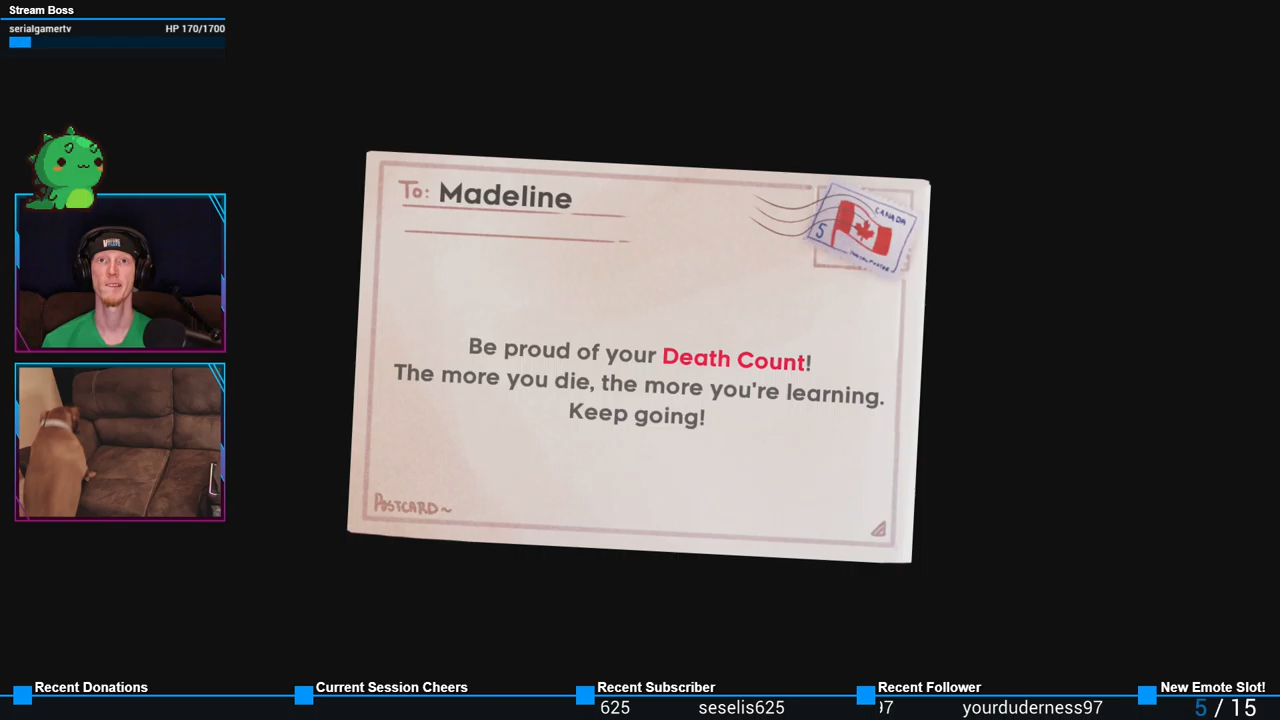 Stream Boss
serialgamertv HP 170/1700
To: Madeline
CANADA
5
Be proud of your Death Count!
The more you die, the more you're learning.
Keep going!
POSTCARD~
Recent Donations
Current Session Cheers
Recent Subscriber
625 seselis625
Recent Follower
97 yourduderness97
New Emote Slot!
5 / 15